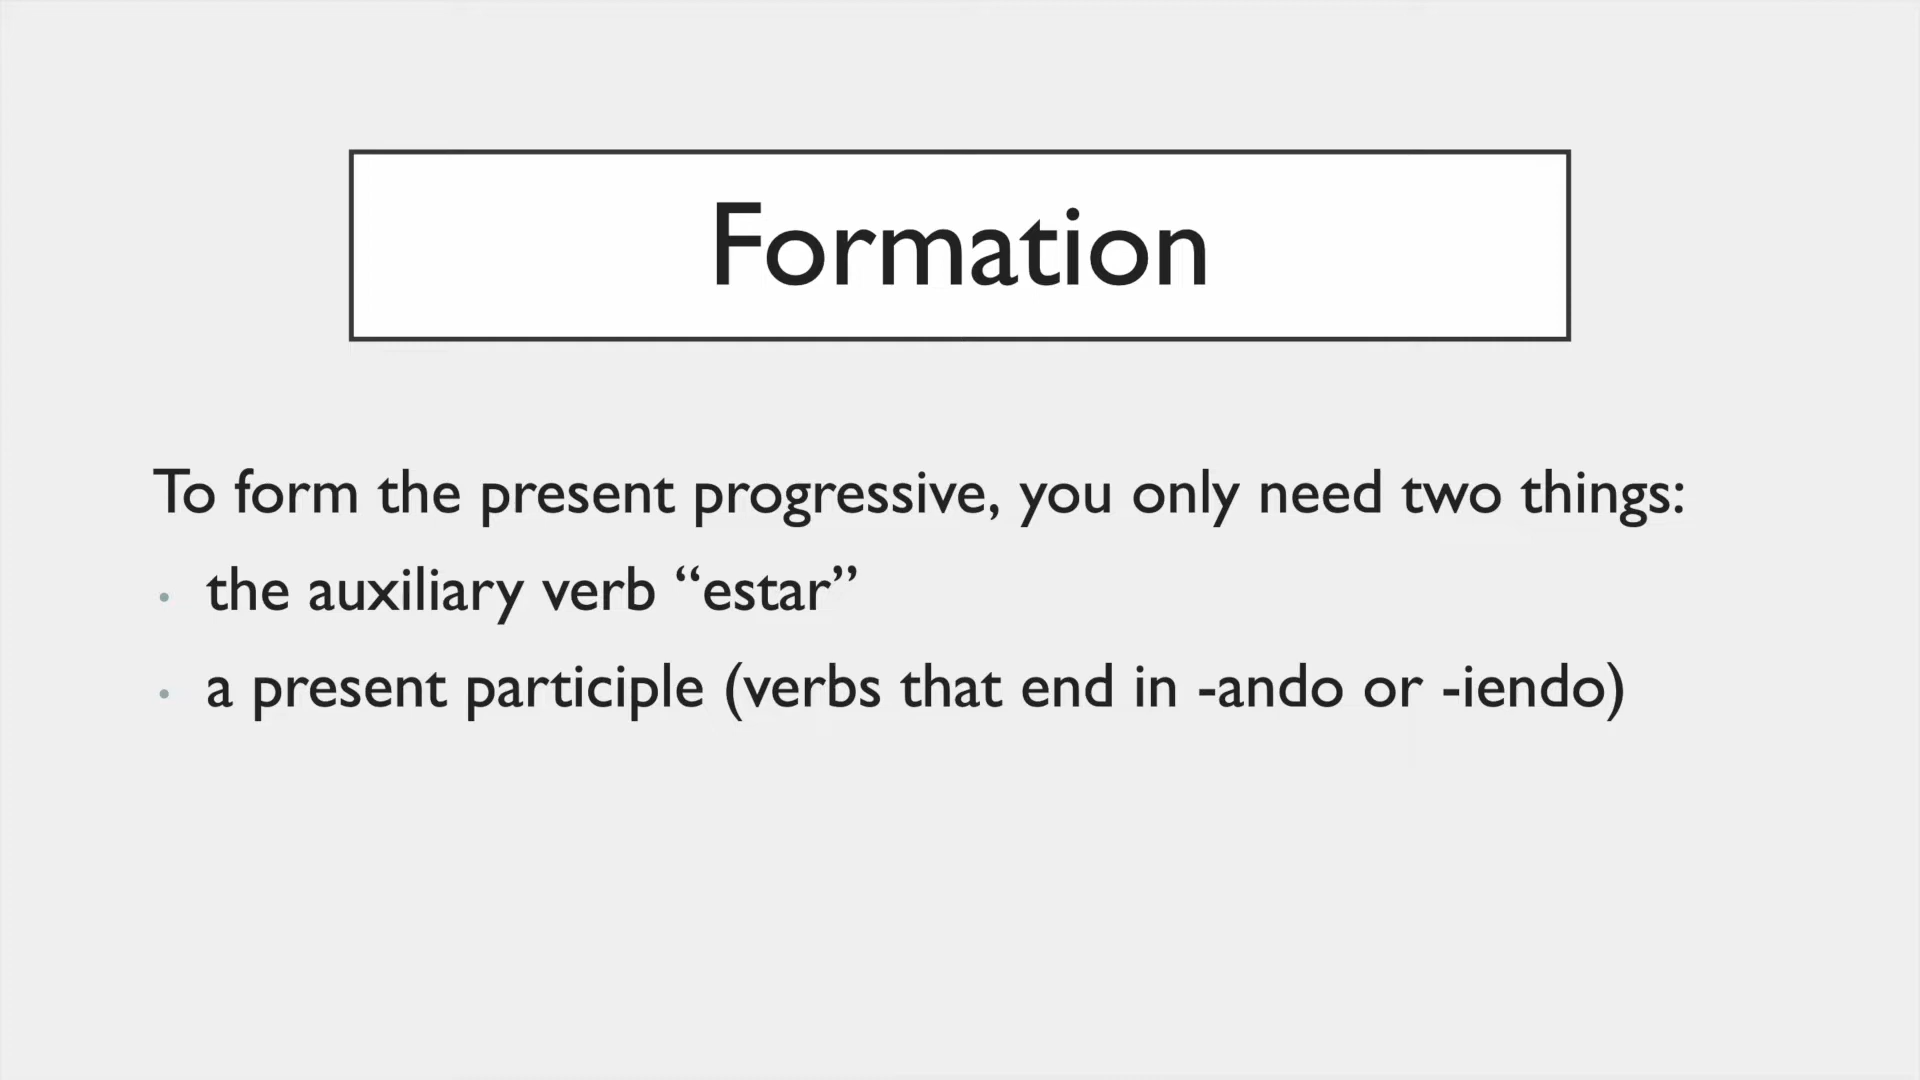 Formation
To form the present progressive, you only need two things:
• the auxiliary verb “estar”
• a present participle (verbs that end in -ando or -iendo)